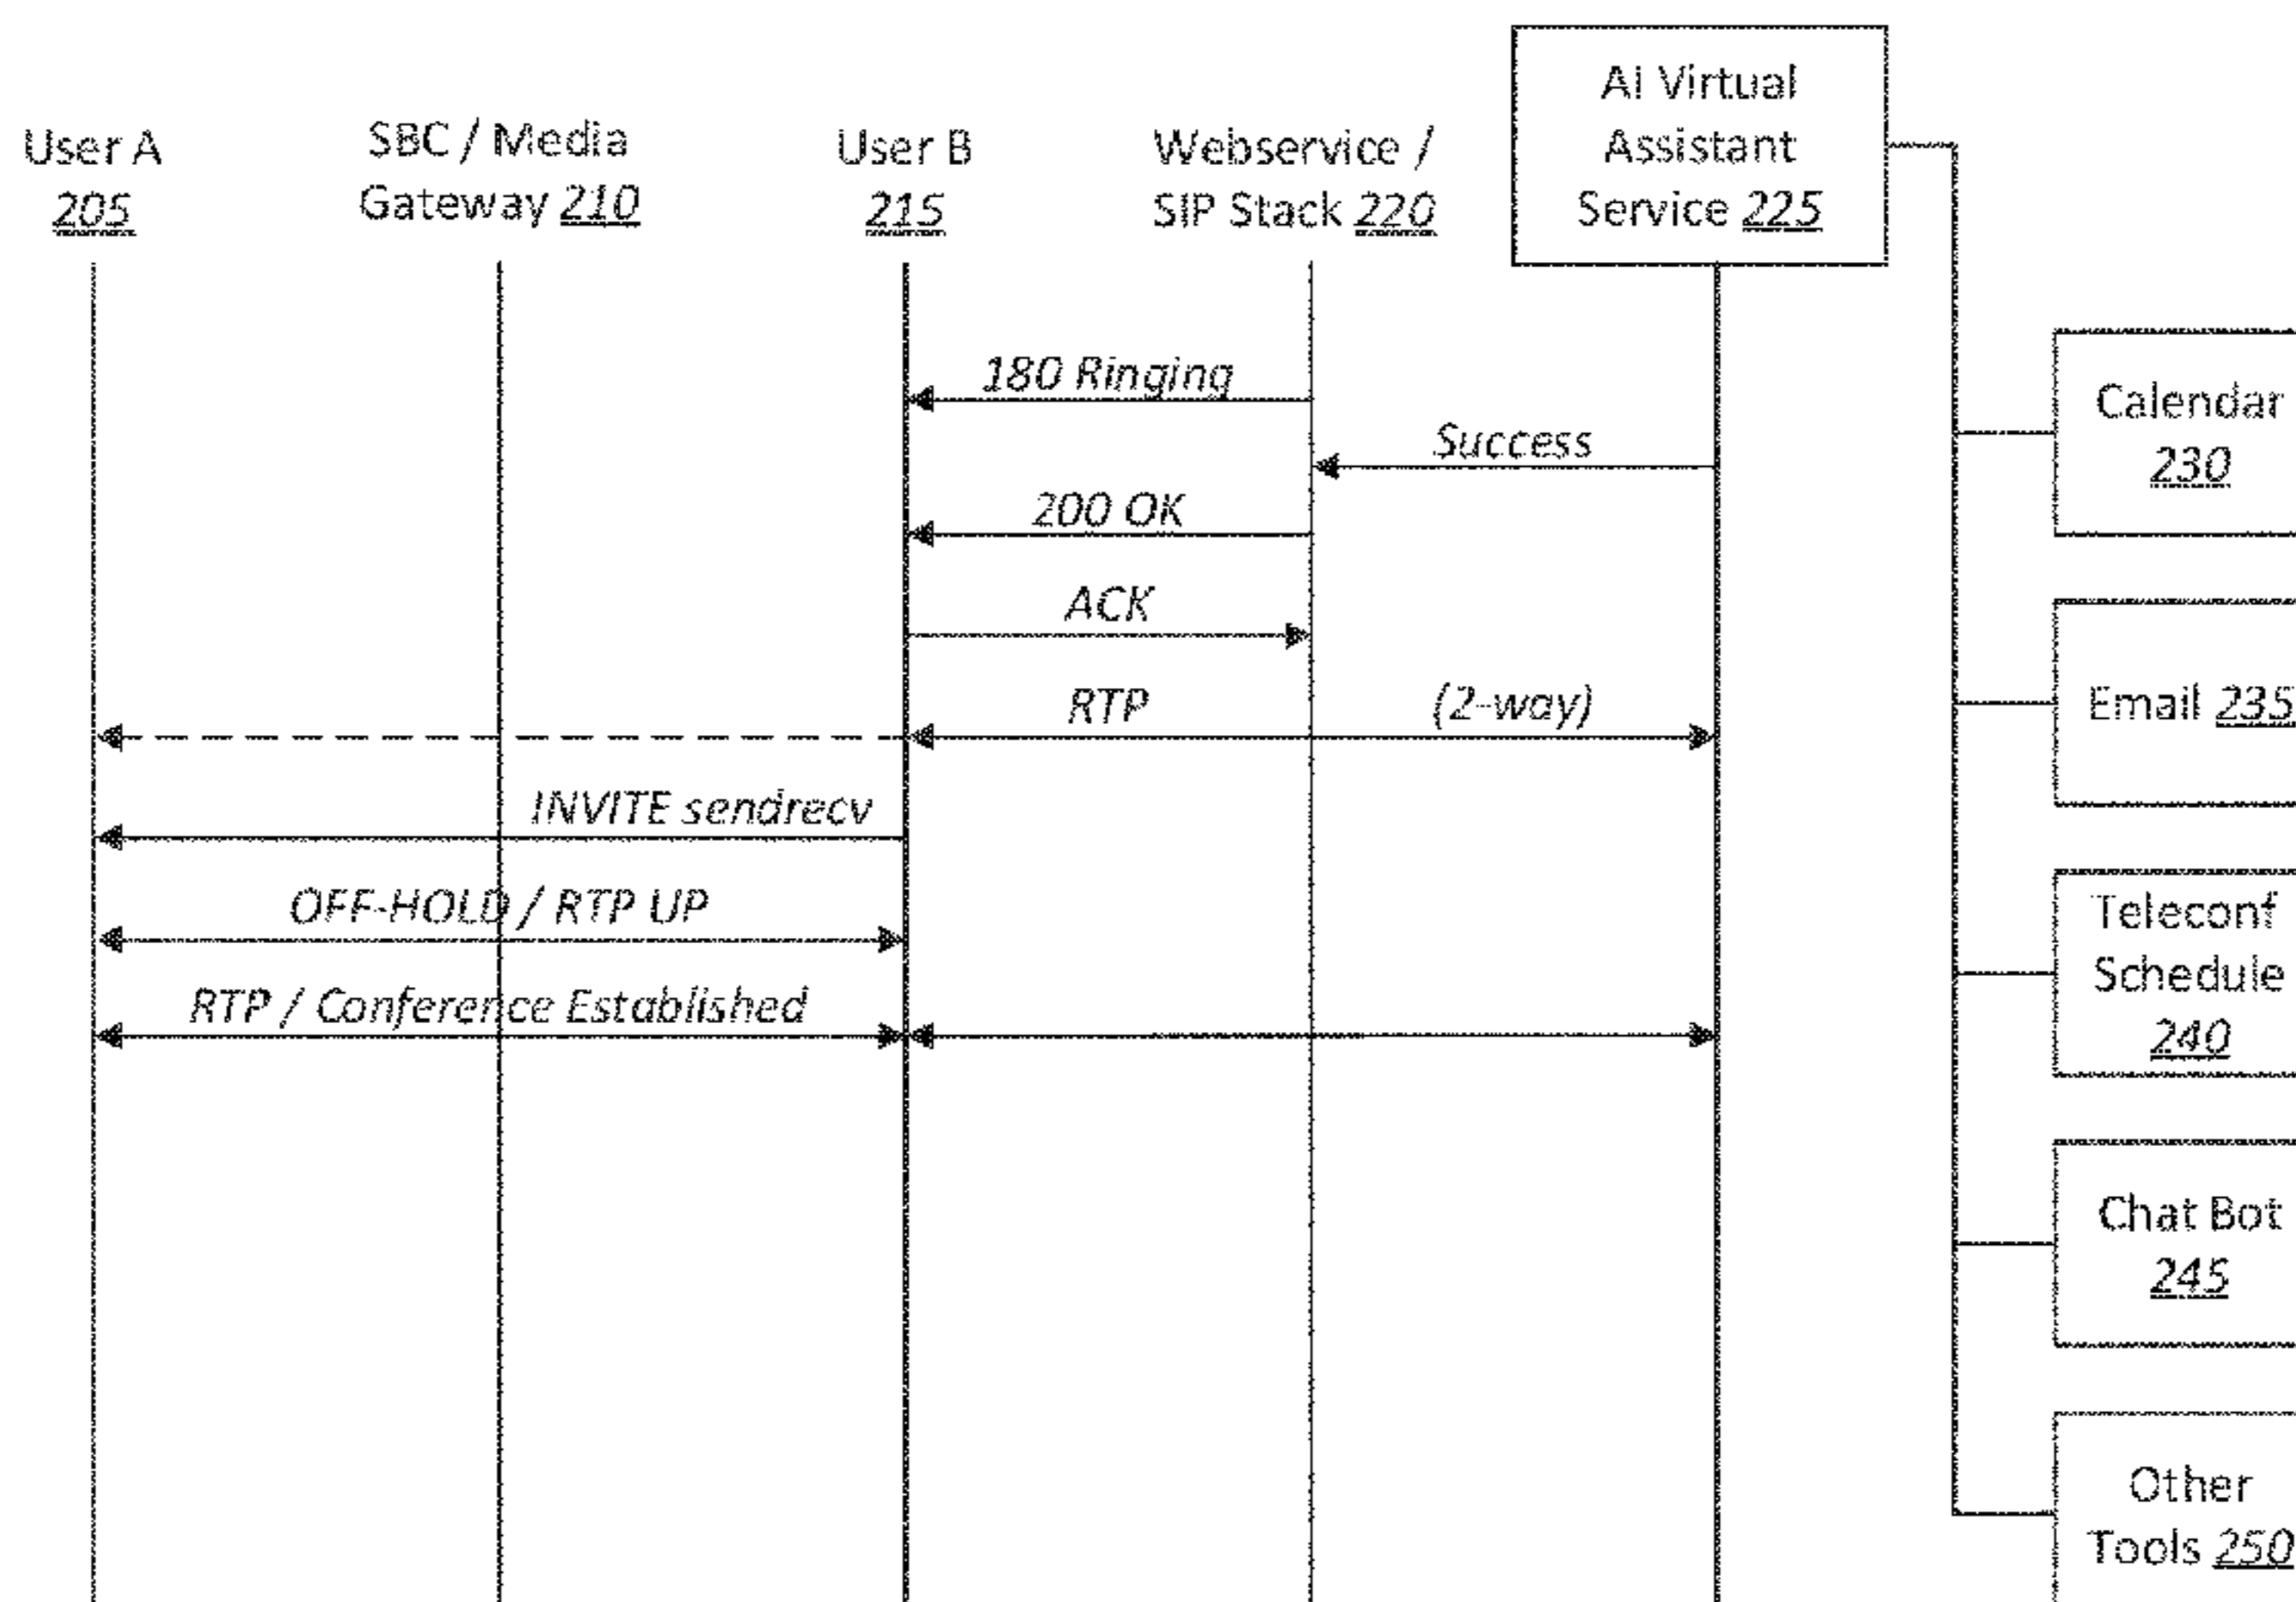 User A
205
SBC / Media
Gateway 210
User B
215
Webservice /
SIP Stack 220
AI Virtual
Assistant
Service 225
180 Ringing
Success
200 OK
ACK
RTP
(2-way)
INVITE sendrecv
OFF-HOLD / RTP UP
RTP / Conference Established
Calendar
230
Email 235
Teleconf
Schedule
240
Chat Bot
245
Other
Tools 250